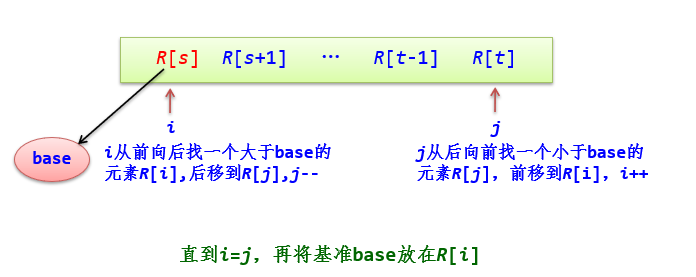 R[s] R[s+1] … R[t-1] R[t]
i
j
base
i从前向后找一个大于base的
元素R[i],后移到R[j],j--
j从后向前找一个小于base的
元素R[j]，前移到R[i]，i++
直到i=j，再将基准base放在R[i]